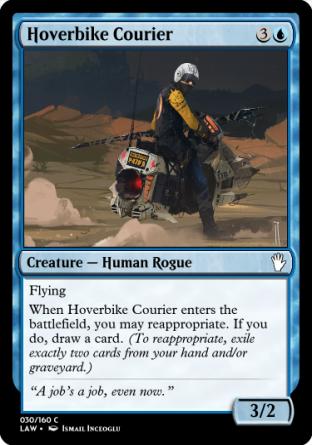 Hoverbike Courier 3
Creature — Human Rogue
Flying
When Hoverbike Courier enters the
battlefield, you may reappropriate. If you
do, draw a card. (To reappropriate, exile
exactly two cards from your hand and/or
graveyard.)
“A job’s a job, even now.”
030/160 C
LAW • Ismail Inceoglu
3/2